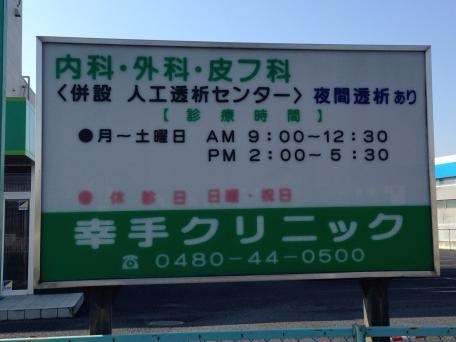 内科・外科・皮フ科
〈併設 人工透析センター〉 夜間透析あり
【診療時間】
●月〜土曜日 AM 9:00〜12:30
PM 2:00〜5:30
●休診日 日曜・祝日
幸手クリニック
☎ 0480-44-0500